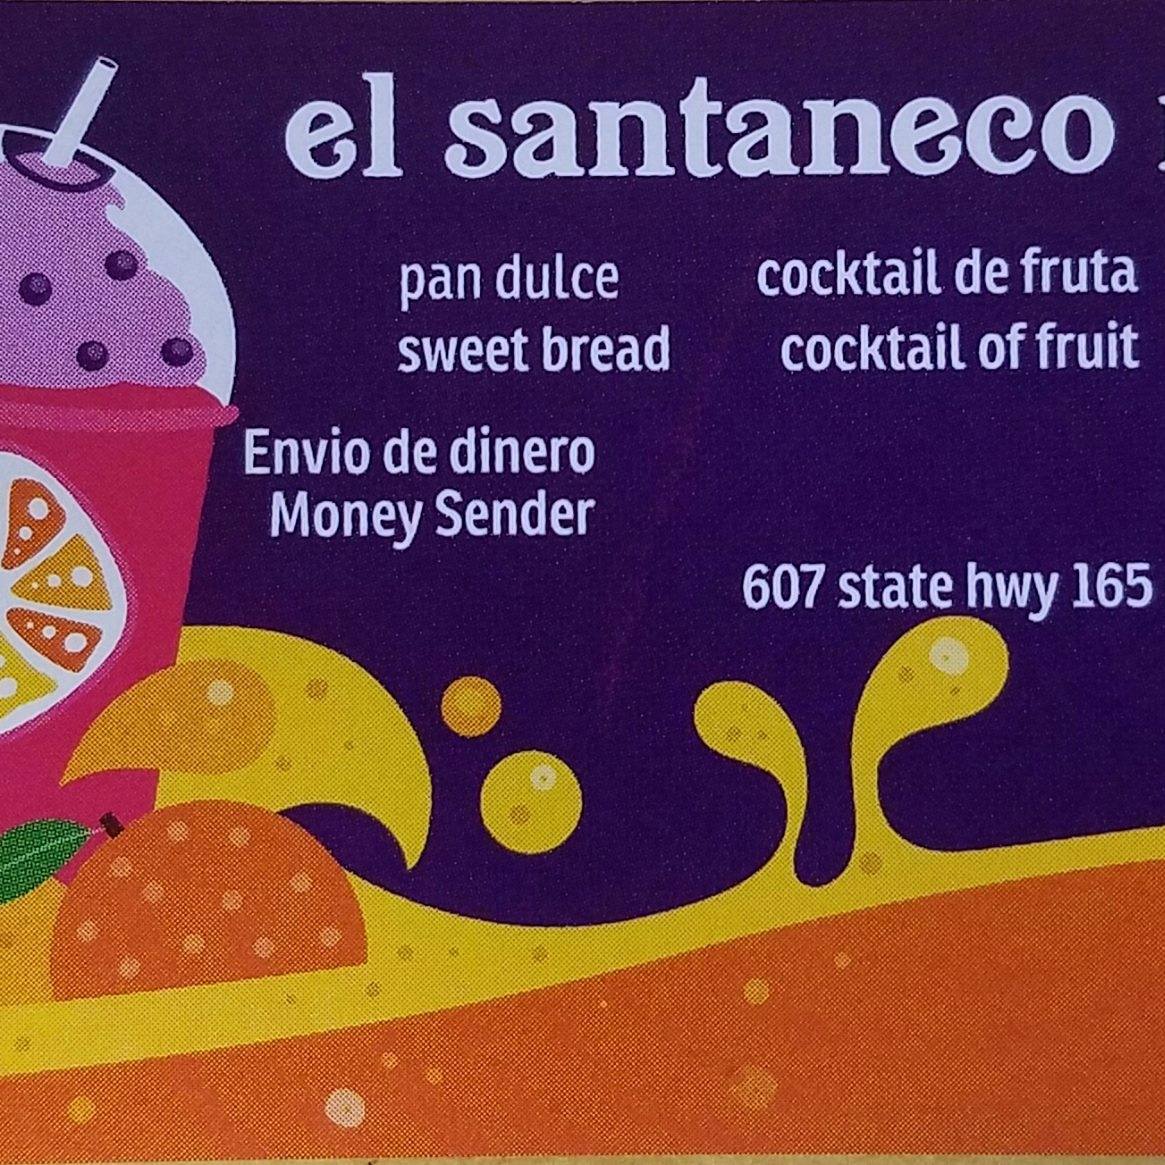 el santaneco
pan dulce
sweet bread
cocktail de fruta
cocktail of fruit
Envio de dinero
Money Sender
607 state hwy 165